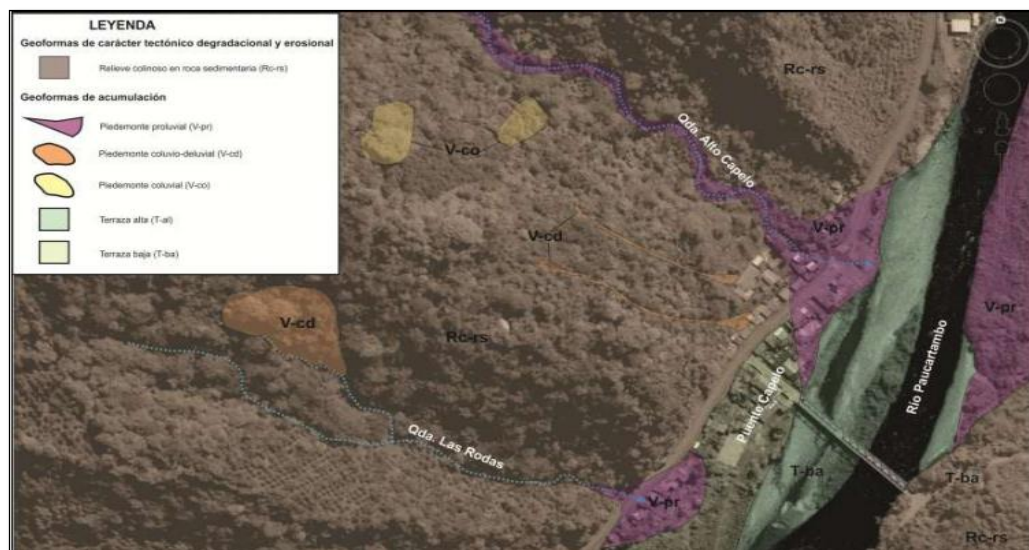 LEYENDA
Geoformas de carácter tectónico degradacional y erosional
Relieve colinoso en roca sedimentaria (Rc-rs)
Geoformas de acumulación
Piedemonte proluvial (V-pr)
Piedemonte coluvio-deluvial (V-cd)
Piedemonte coluvial (V-co)
Terraza alta (T-al)
Terraza baja (T-ba)
Rc-rs
V-co
Qda. Alto Capelo
V-pr
V-cd
V-cd
V-pr
Rc-rs
Río Paucartambo
Puente Capelo
Qda. Las Rodas
V-pr
T-ba
T-ba
Rc-rs
N